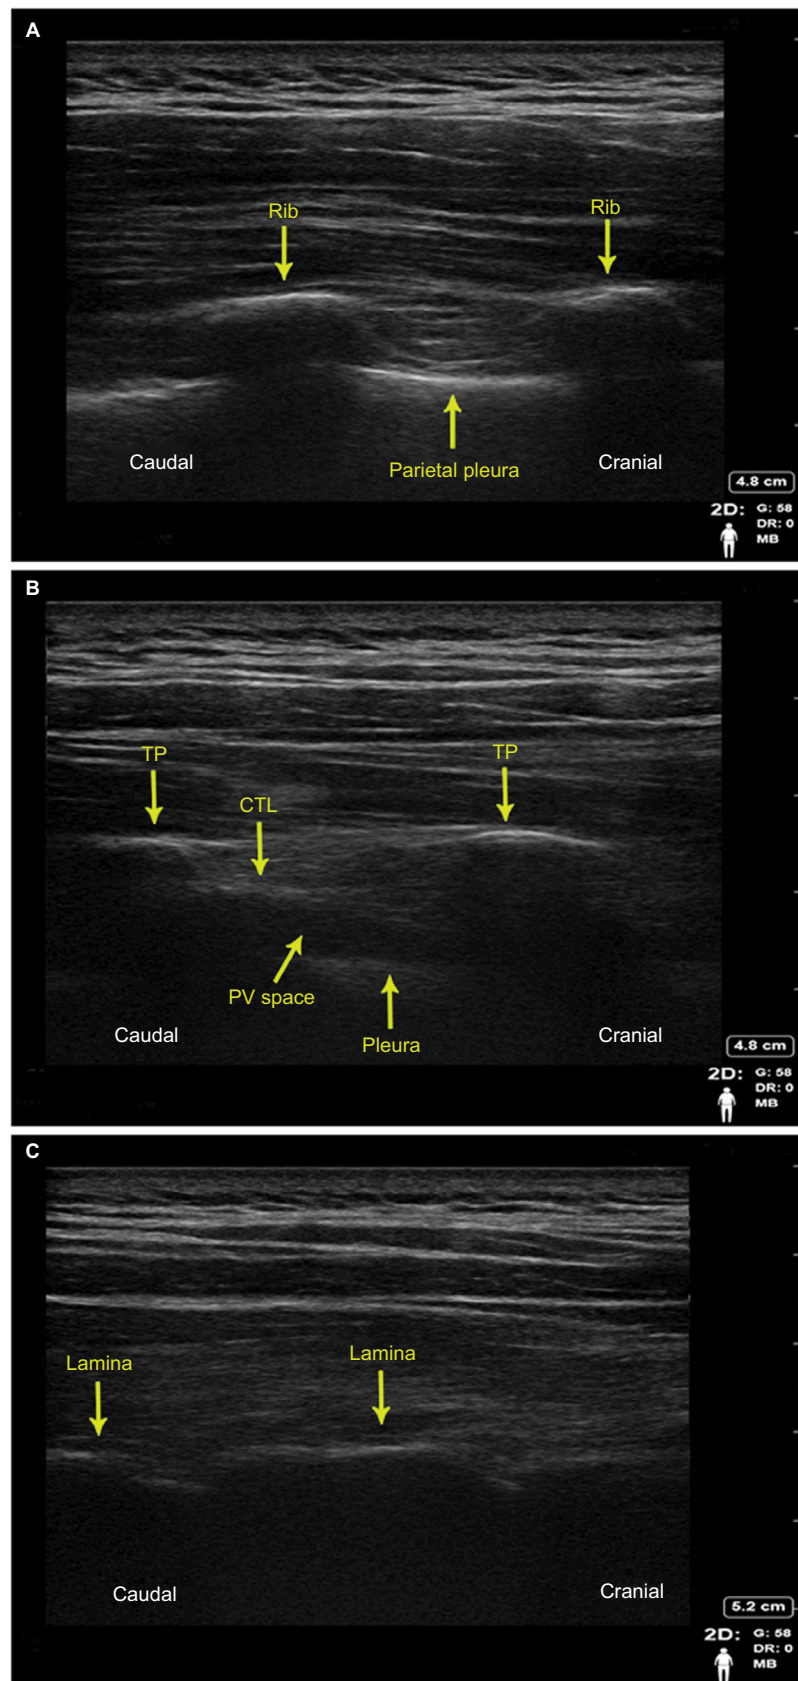 A
Rib
Rib
Parietal pleura
Caudal
Cranial
4.8 cm
2D: G: 58
DR: 0
MB
B
TP
TP
CTL
PV space
Pleura
Caudal
Cranial
4.8 cm
2D: G: 58
DR: 0
MB
C
Lamina
Lamina
Caudal
Cranial
5.2 cm
2D: G: 58
DR: 0
MB